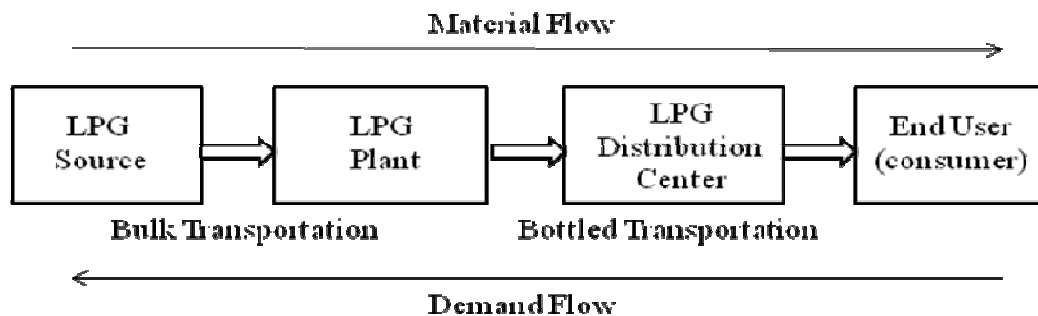 Material Flow
LPG
Source
LPG
Plant
LPG
Distribution
Center
End User
(consumer)
Bulk Transportation
Bottled Transportation
Demand Flow